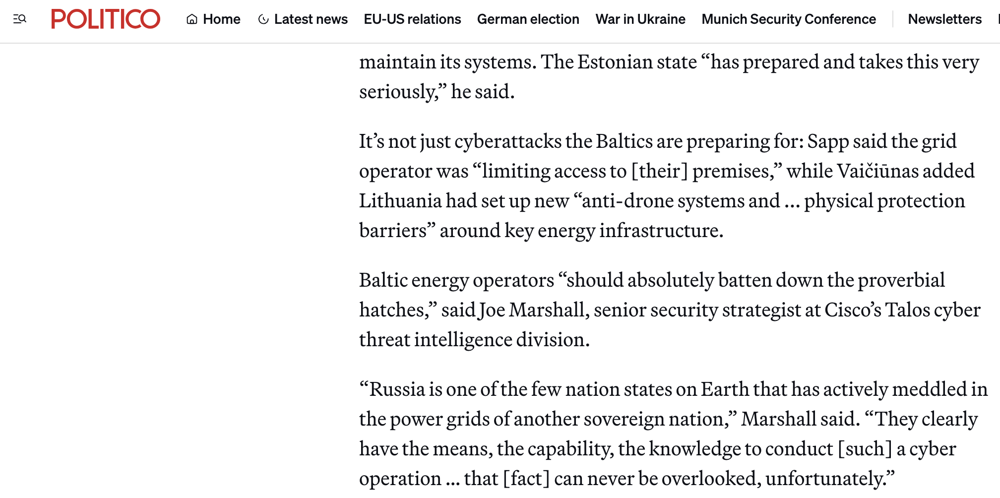 POLITICO Home Latest news EU-US relations German election War in Ukraine Munich Security Conference Newsletters
maintain its systems. The Estonian state “has prepared and takes this very
seriously,” he said.
It’s not just cyberattacks the Baltics are preparing for: Sapp said the grid
operator was “limiting access to [their] premises,” while Vaičiūnas added
Lithuania had set up new “anti-drone systems and … physical protection
barriers” around key energy infrastructure.
Baltic energy operators “should absolutely batten down the proverbial
hatches,” said Joe Marshall, senior security strategist at Cisco’s Talos cyber
threat intelligence division.
“Russia is one of the few nation states on Earth that has actively meddled in
the power grids of another sovereign nation,” Marshall said. “They clearly
have the means, the capability, the knowledge to conduct [such] a cyber
operation … that [fact] can never be overlooked, unfortunately.”